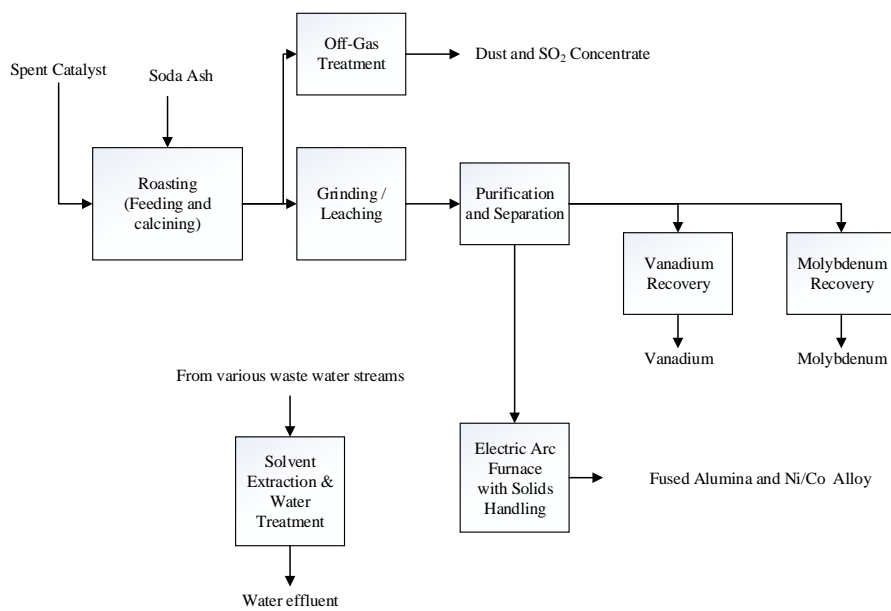 Off-Gas
Treatment
Dust and SO₂ Concentrate
Spent Catalyst
Soda Ash
Roasting
(Feeding and
calcining)
Grinding /
Leaching
Purification
and Separation
Vanadium
Recovery
Molybdenum
Recovery
Vanadium
Molybdenum
From various waste water streams
Solvent
Extraction &
Water
Treatment
Electric Arc
Furnace
with Solids
Handling
Fused Alumina and Ni/Co Alloy
Water effluent